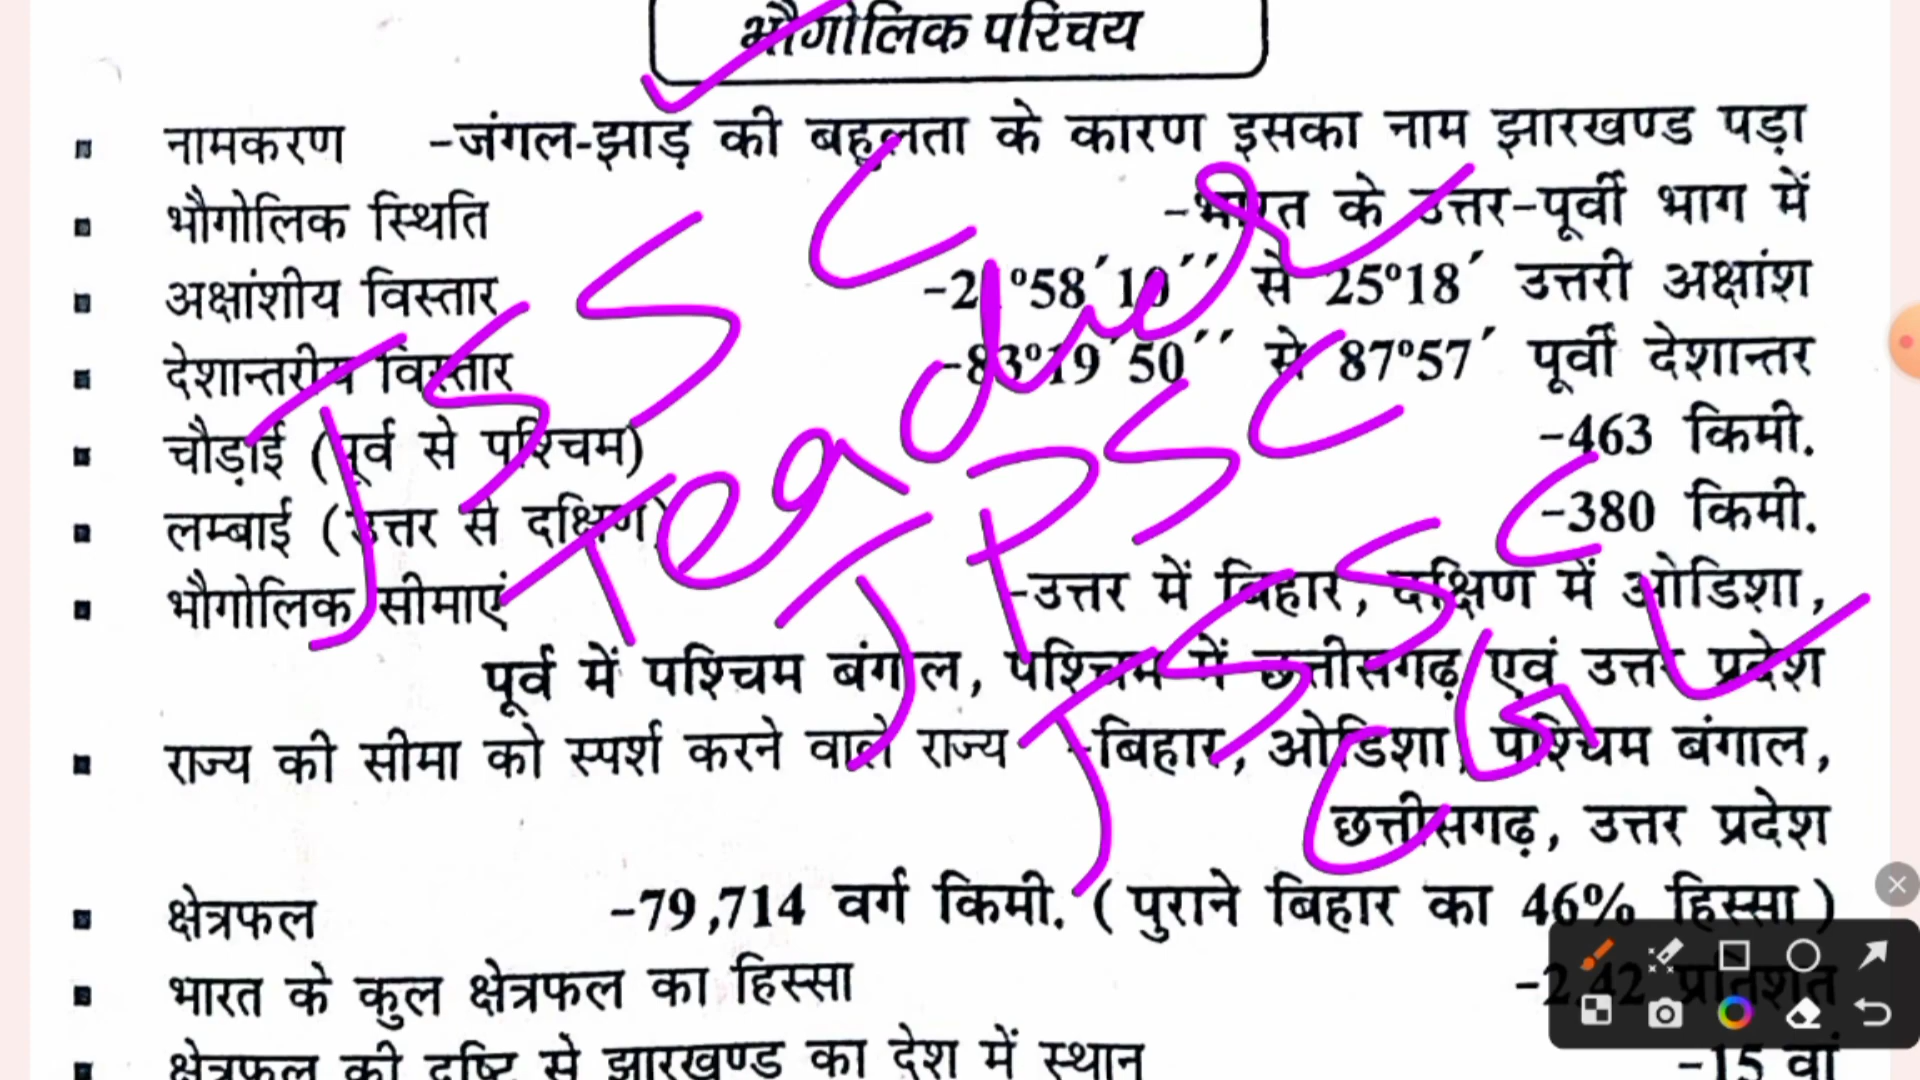 भौगोलिक परिचय
नामकरण -जंगल-झाड़ की बहुलता के कारण इसका नाम झारखण्ड पड़ा
भौगोलिक स्थिति -भारत के उत्तर-पूर्वी भाग में
अक्षांशीय विस्तार -21°58´10´´ से 25°18´ उत्तरी अक्षांश
देशान्तरीय विस्तार -83°19´50´´ से 87°57´ पूर्वी देशान्तर
चौड़ाई (पूर्व से पश्चिम) -463 किमी.
लम्बाई (उत्तर से दक्षिण) -380 किमी.
भौगोलिक सीमाएं -उत्तर में बिहार, दक्षिण में ओडिशा,
पूर्व में पश्चिम बंगाल, पश्चिम में छत्तीसगढ़ एवं उत्तर प्रदेश
राज्य की सीमा को स्पर्श करने वाले राज्य -बिहार, ओडिशा, पश्चिम बंगाल,
छत्तीसगढ़, उत्तर प्रदेश
क्षेत्रफल -79,714 वर्ग किमी. (पुराने बिहार का 46% हिस्सा)
भारत के कुल क्षेत्रफल का हिस्सा -2.42 प्रतिशत
क्षेत्रफल की दृष्टि से झारखण्ड का देश में स्थान -15 वां
JSSC
Teacher
JPSC
JSSC
CGL